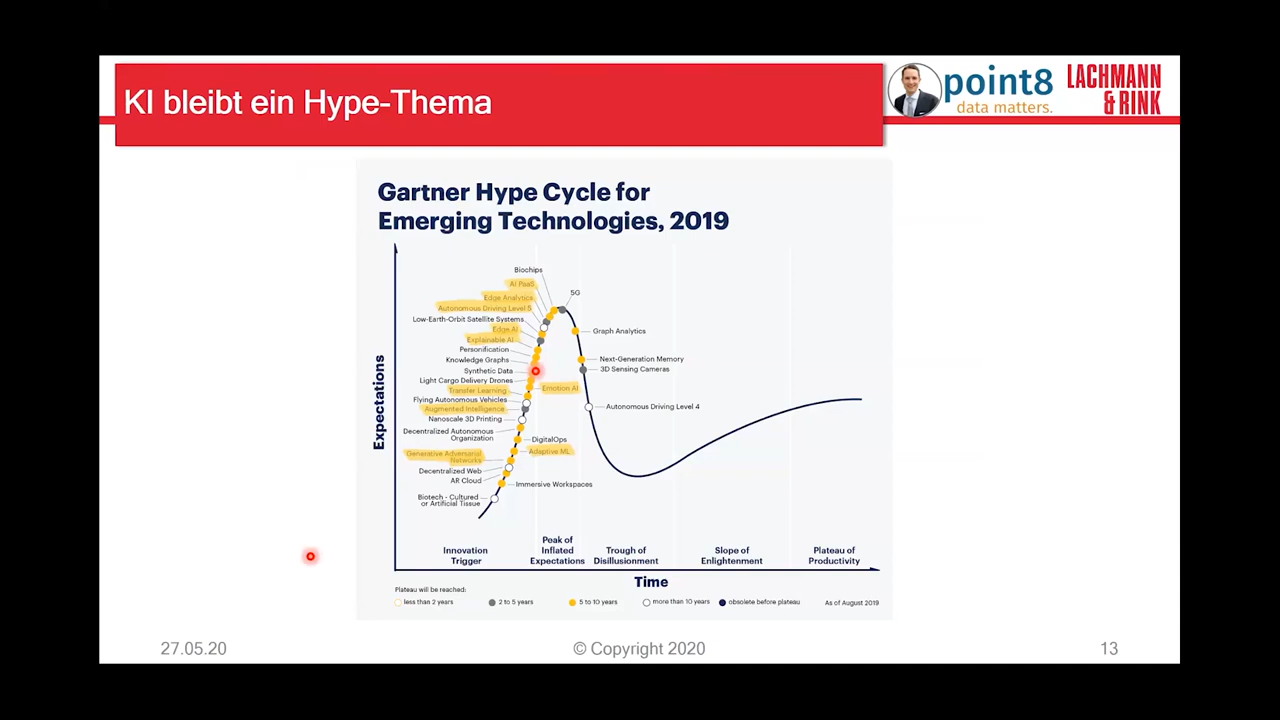 KI bleibt ein Hype-Thema
point8
data matters.
LACHMANN
& RINK
Gartner Hype Cycle for
Emerging Technologies, 2019
Expectations
Biochips
AI PaaS
Edge Analytics
Autonomous Driving Level 5
Low-Earth-Orbit Satellite Systems
Edge AI
Explainable AI
Personification
Knowledge Graphs
Synthetic Data
Light Cargo Delivery Drones
Transfer Learning
Flying Autonomous Vehicles
Augmented Intelligence
Nanoscale 3D Printing
Decentralized Autonomous
Organization
Generative Adversarial
Networks
Decentralized Web
AR Cloud
Biotech - Cultured
or Artificial Tissue
Emotion AI
DigitalOps
Adaptive ML
Immersive Workspaces
5G
Graph Analytics
Next-Generation Memory
3D Sensing Cameras
Autonomous Driving Level 4
Innovation
Trigger
Peak of
Inflated
Expectations
Trough of
Disillusionment
Slope of
Enlightenment
Plateau of
Productivity
Time
Plateau will be reached:
less than 2 years
2 to 5 years
5 to 10 years
more than 10 years
obsolete before plateau
As of August 2019
27.05.20
© Copyright 2020
13